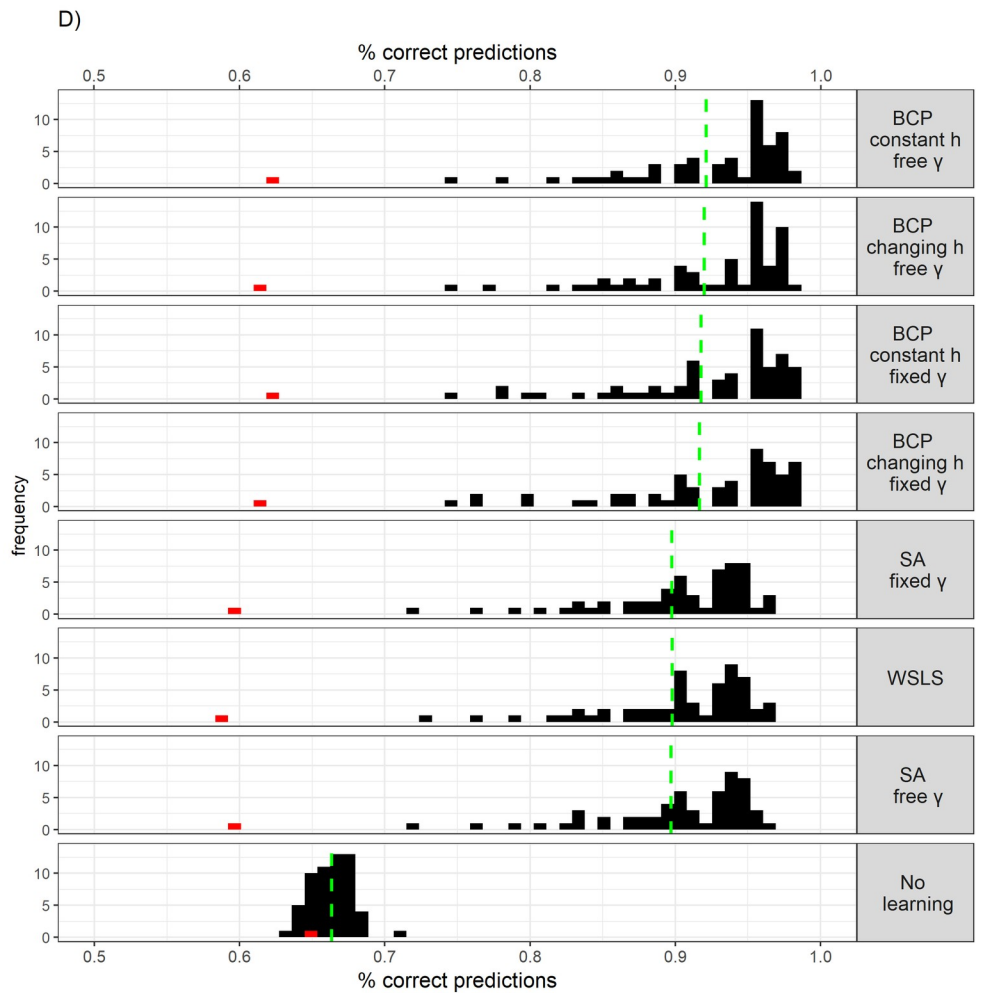 D)
% correct predictions
0.5 0.6 0.7 0.8 0.9 1.0
10
5
0
BCP
constant h
free γ
10
5
0
BCP
changing h
free γ
10
5
0
BCP
constant h
fixed γ
10
5
0
BCP
changing h
fixed γ
frequency
10
5
0
SA
fixed γ
10
5
0
WSLS
10
5
0
SA
free γ
10
5
0
No
learning
0.5 0.6 0.7 0.8 0.9 1.0
% correct predictions